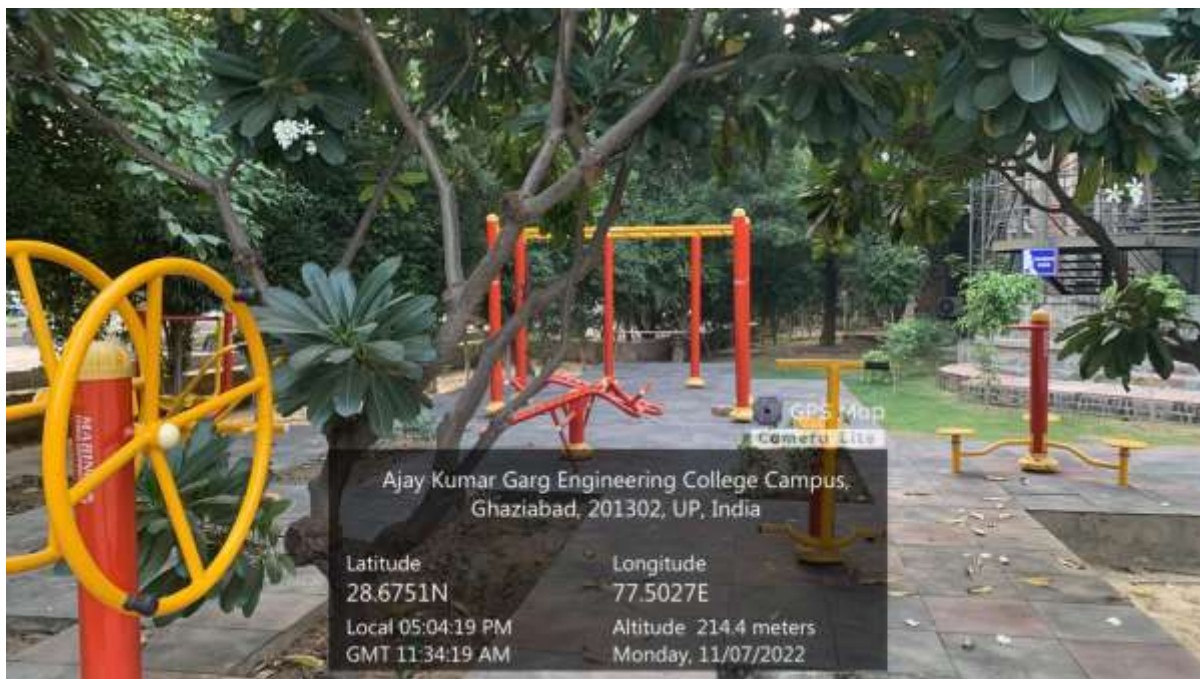 GPS Map
Camera Lite
Ajay Kumar Garg Engineering College Campus,
Ghaziabad, 201302, UP, India
Latitude
28.6751N
Longitude
77.5027E
Local 05:04:19 PM
GMT 11:34:19 AM
Altitude 214.4 meters
Monday, 11/07/2022